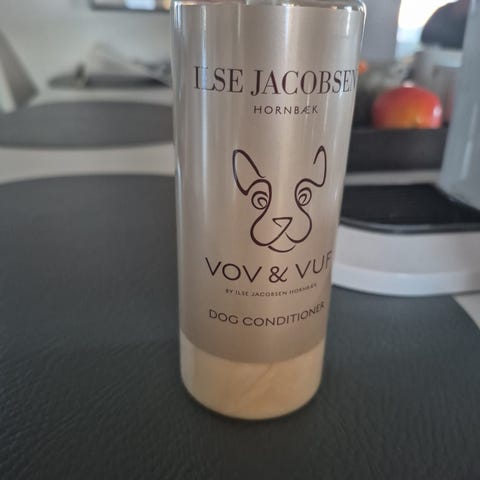 ILSE JACOBSEN
HORNBÆK
VOV & VUF
BY ILSE JACOBSEN HORNBÆK
DOG CONDITIONER